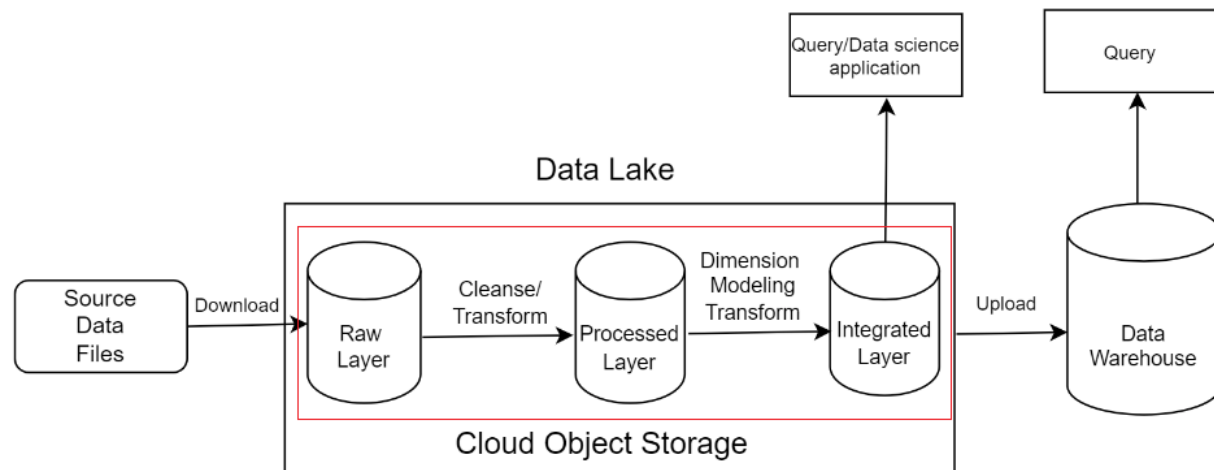 Query/Data science
application
Query
Data Lake
Source
Data
Files
Download
Raw
Layer
Cleanse/
Transform
Processed
Layer
Dimension
Modeling
Transform
Integrated
Layer
Upload
Data
Warehouse
Cloud Object Storage